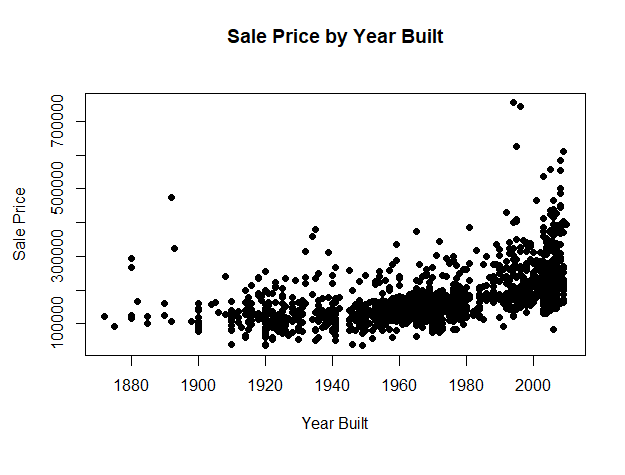 Sale Price by Year Built
Sale Price
700000
500000
300000
100000
1880 1900 1920 1940 1960 1980 2000
Year Built